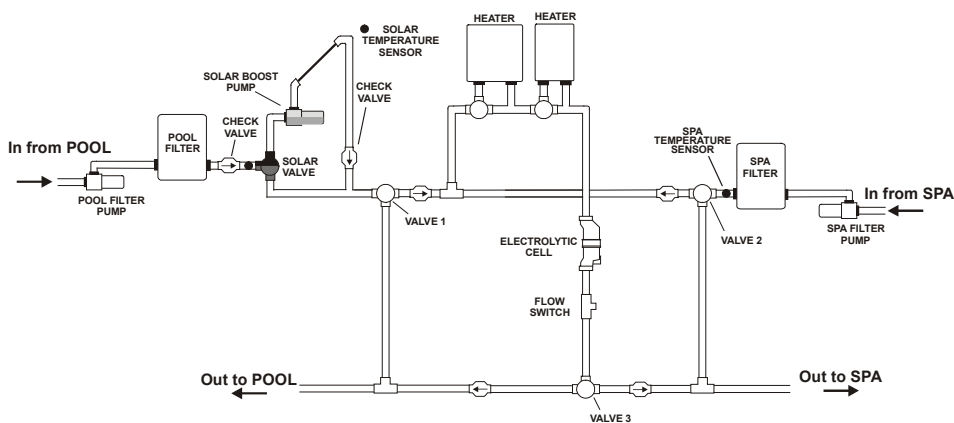 HEATER
HEATER
SOLAR
TEMPERATURE
SENSOR
SOLAR BOOST
PUMP
CHECK
VALVE
CHECK
VALVE
POOL
FILTER
In from POOL
SOLAR
VALVE
POOL FILTER
PUMP
SPA
TEMPERATURE
SENSOR
SPA
FILTER
In from SPA
SPA FILTER
PUMP
VALVE 1
VALVE 2
ELECTROLYTIC
CELL
FLOW
SWITCH
Out to POOL
Out to SPA
VALVE 3